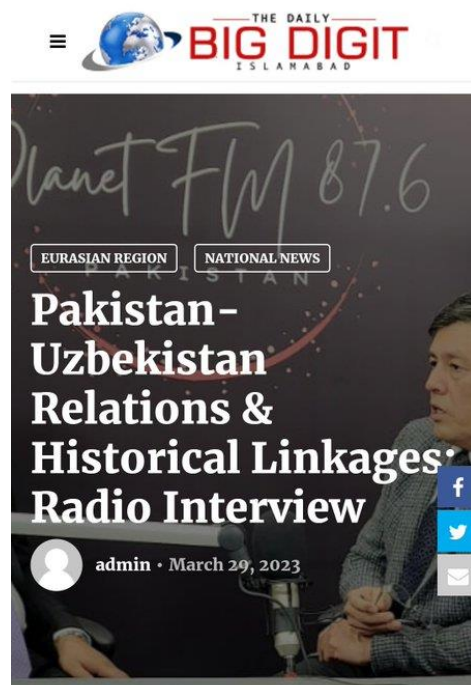 THE DAILY
BIG DIGIT
ISLAMABAD
Planet FM 87.6
EURASIAN REGION NATIONAL NEWS
PAKISTAN
Pakistan-
Uzbekistan
Relations &
Historical Linkages:
Radio Interview
admin • March 29, 2023